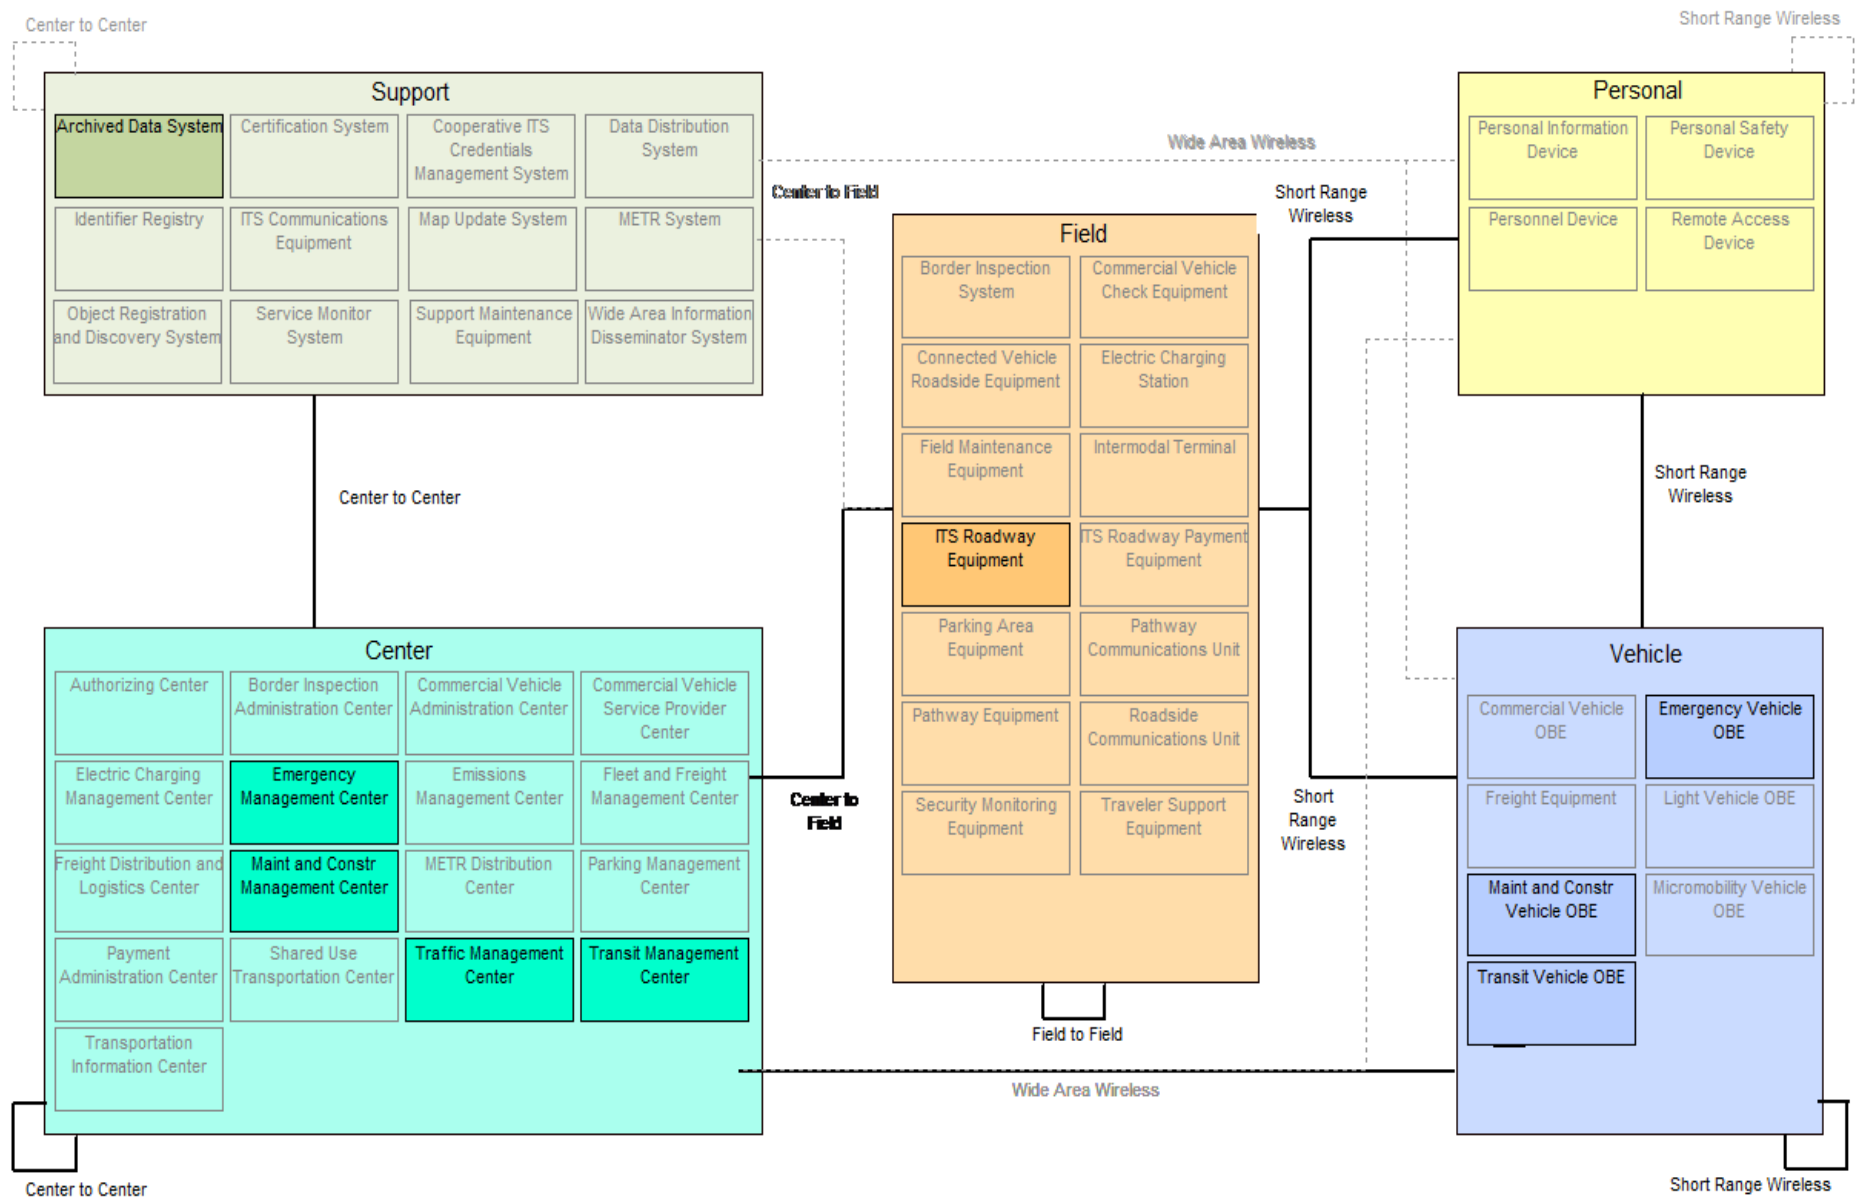 Center to Center
Short Range Wireless
Support
Archived Data System
Certification System
Cooperative ITS
Credentials
Management System
Data Distribution
System
Identifier Registry
ITS Communications
Equipment
Map Update System
METR System
Object Registration
and Discovery System
Service Monitor
System
Support Maintenance
Equipment
Wide Area Information
Disseminator System
Wide Area Wireless
Center to Field
Short Range
Wireless
Personal
Personal Information
Device
Personal Safety
Device
Personnel Device
Remote Access
Device
Field
Border Inspection
System
Commercial Vehicle
Check Equipment
Connected Vehicle
Roadside Equipment
Electric Charging
Station
Field Maintenance
Equipment
Intermodal Terminal
ITS Roadway
Equipment
ITS Roadway Payment
Equipment
Parking Area
Equipment
Pathway
Communications Unit
Pathway Equipment
Roadside
Communications Unit
Security Monitoring
Equipment
Traveler Support
Equipment
Center to Center
Short Range
Wireless
Center
Authorizing Center
Border Inspection
Administration Center
Commercial Vehicle
Administration Center
Commercial Vehicle
Service Provider
Center
Electric Charging
Management Center
Emergency
Management Center
Emissions
Management Center
Fleet and Freight
Management Center
Freight Distribution and
Logistics Center
Maint and Constr
Management Center
METR Distribution
Center
Parking Management
Center
Payment
Administration Center
Shared Use
Transportation Center
Traffic Management
Center
Transit Management
Center
Transportation
Information Center
Center to
Field
Short
Range
Wireless
Vehicle
Commercial Vehicle
OBE
Emergency Vehicle
OBE
Freight Equipment
Light Vehicle OBE
Maint and Constr
Vehicle OBE
Micromobility Vehicle
OBE
Transit Vehicle OBE
Field to Field
Wide Area Wireless
Center to Center
Short Range Wireless